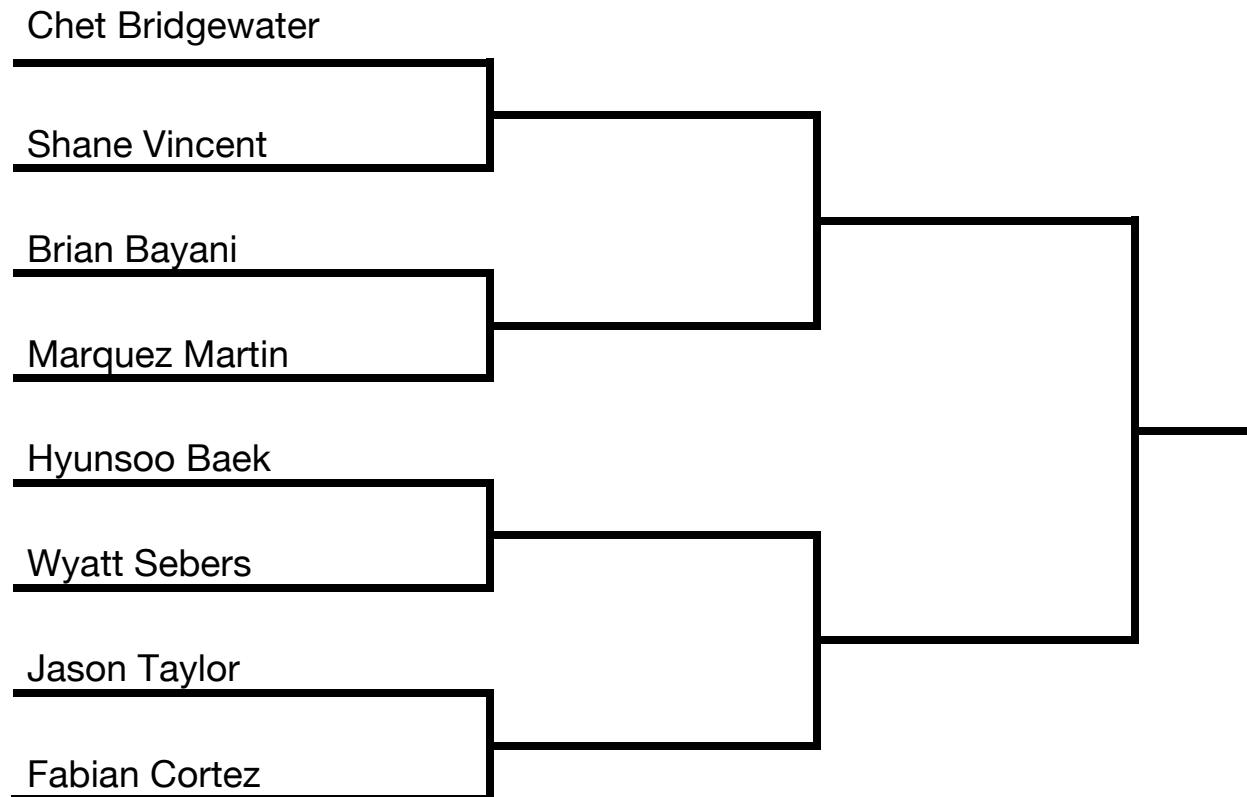 Chet Bridgewater
Shane Vincent
Brian Bayani
Marquez Martin
Hyunsoo Baek
Wyatt Sebers
Jason Taylor
Fabian Cortez